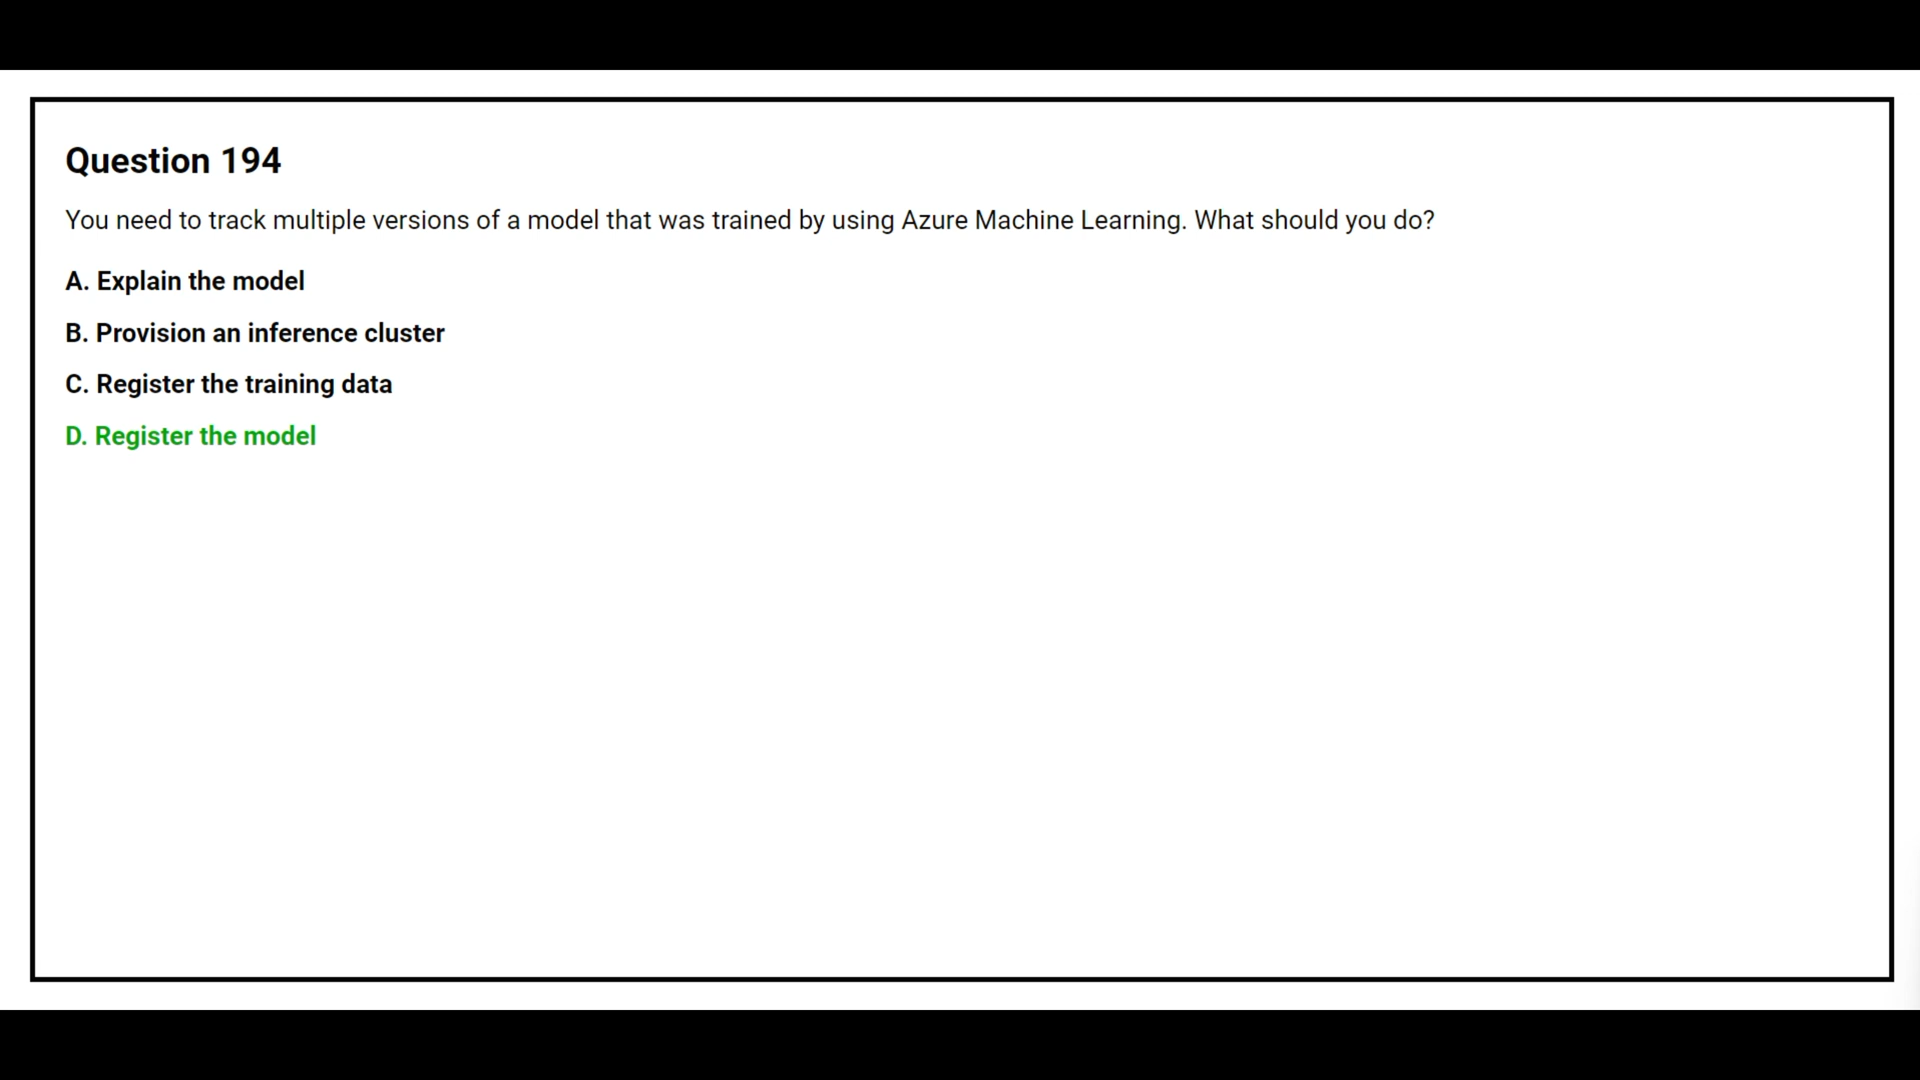 Question 194
You need to track multiple versions of a model that was trained by using Azure Machine Learning. What should you do?
A. Explain the model
B. Provision an inference cluster
C. Register the training data
D. Register the model